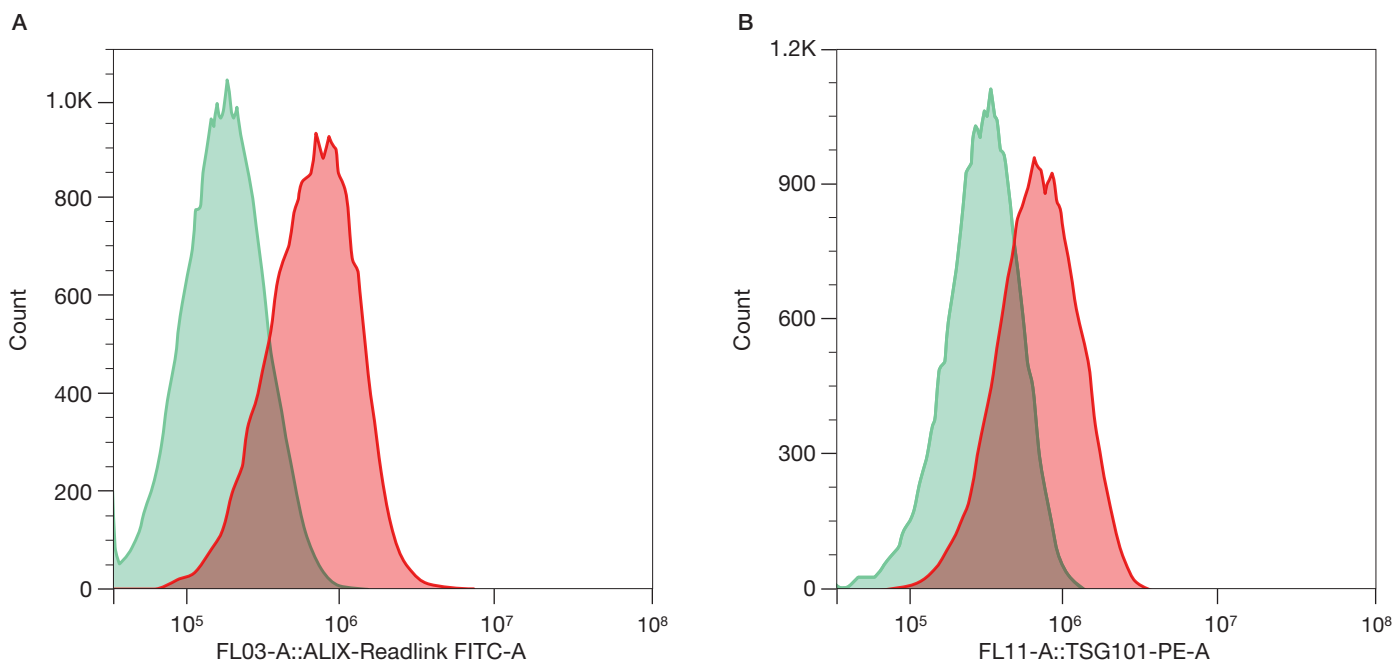 A
Count
1.0K
800
600
400
200
0
10⁵
10⁶
10⁷
10⁸
FL03-A::ALIX-Readlink FITC-A
B
Count
1.2K
900
600
300
0
10⁵
10⁶
10⁷
10⁸
FL11-A::TSG101-PE-A